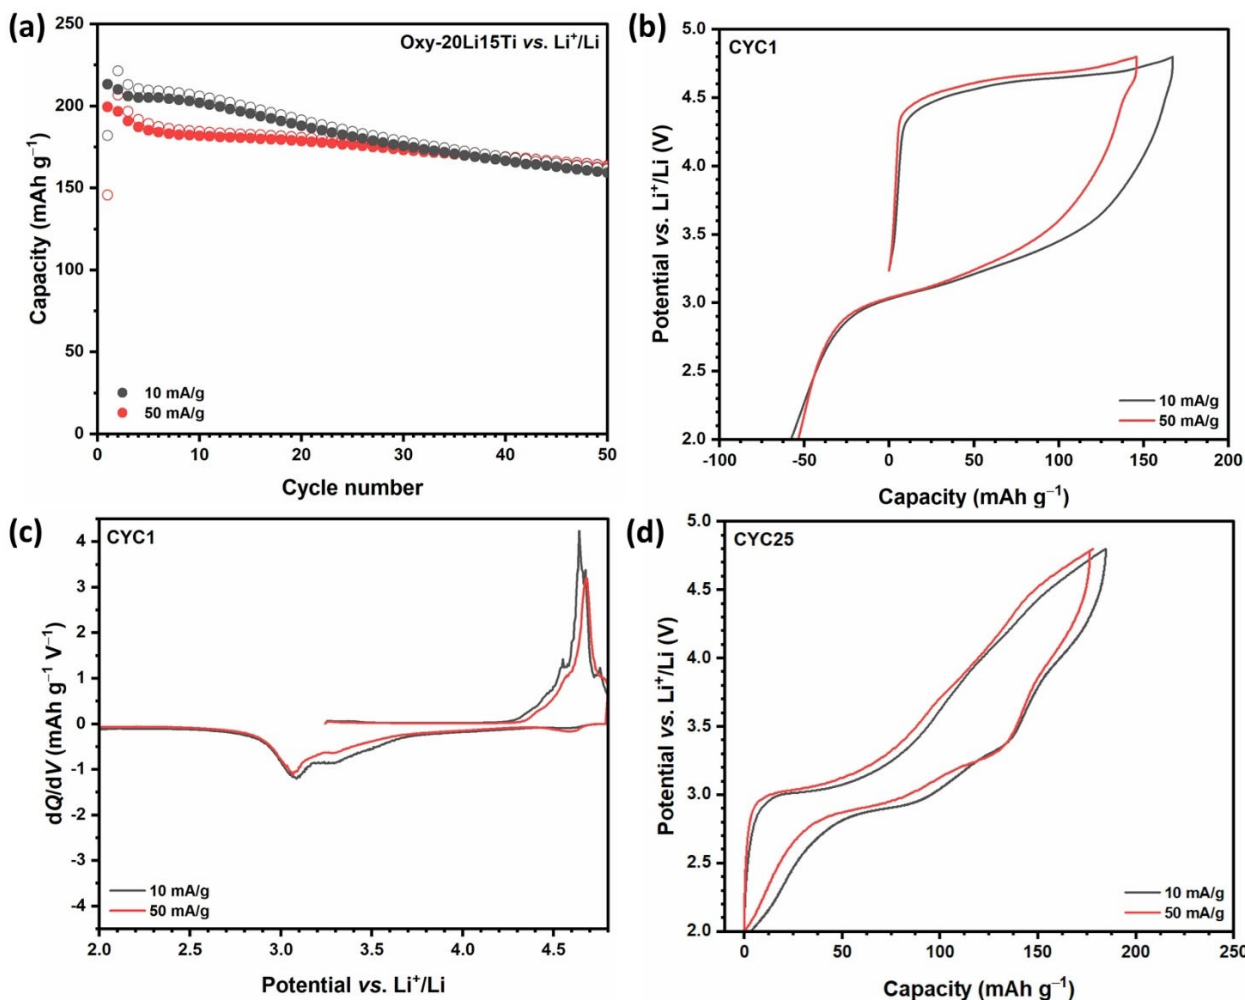 (a)
Oxy-20Li15Ti vs. Li⁺/Li
250
200
150
100
50
0
Capacity (mAh g⁻¹)
10 mA/g
50 mA/g
0 10 20 30 40 50
Cycle number
(b)
CYC1
5.0
4.5
4.0
3.5
3.0
2.5
2.0
Potential vs. Li⁺/Li (V)
10 mA/g
50 mA/g
-100 -50 0 50 100 150 200
Capacity (mAh g⁻¹)
(c)
CYC1
4
3
2
1
0
-1
-2
-3
-4
dQ/dV (mAh g⁻¹ V⁻¹)
10 mA/g
50 mA/g
2.0 2.5 3.0 3.5 4.0 4.5
Potential vs. Li⁺/Li
(d)
CYC25
5.0
4.5
4.0
3.5
3.0
2.5
2.0
Potential vs. Li⁺/Li (V)
10 mA/g
50 mA/g
0 50 100 150 200 250
Capacity (mAh g⁻¹)